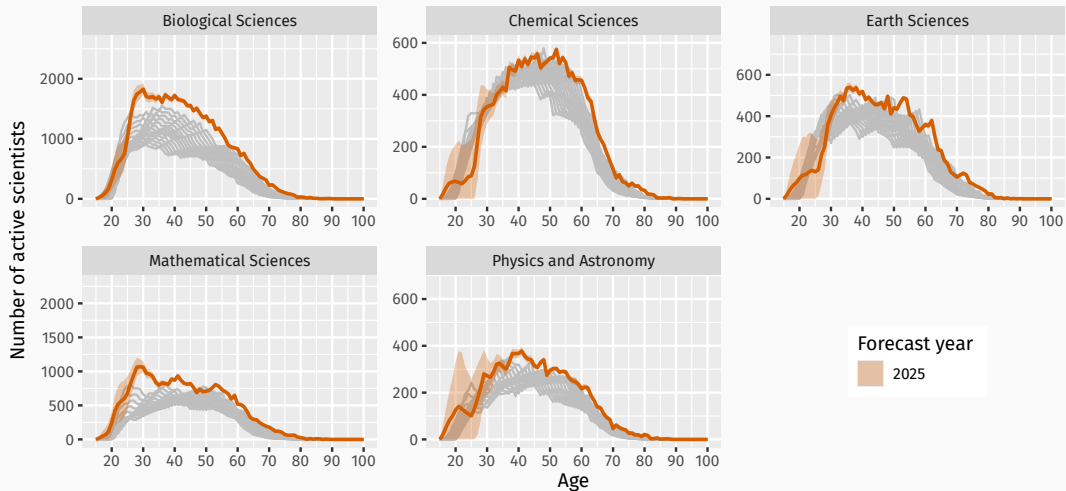 Biological Sciences
Chemical Sciences
Earth Sciences
0
1000
2000
20 30 40 50 60 70 80 90 100
0
200
400
600
20 30 40 50 60 70 80 90 100
0
200
400
600
20 30 40 50 60 70 80 90 100
Mathematical Sciences
Physics and Astronomy
0
500
1000
1500
2000
20 30 40 50 60 70 80 90 100
0
200
400
600
20 30 40 50 60 70 80 90 100
Number of active scientists
Age
Forecast year
2025